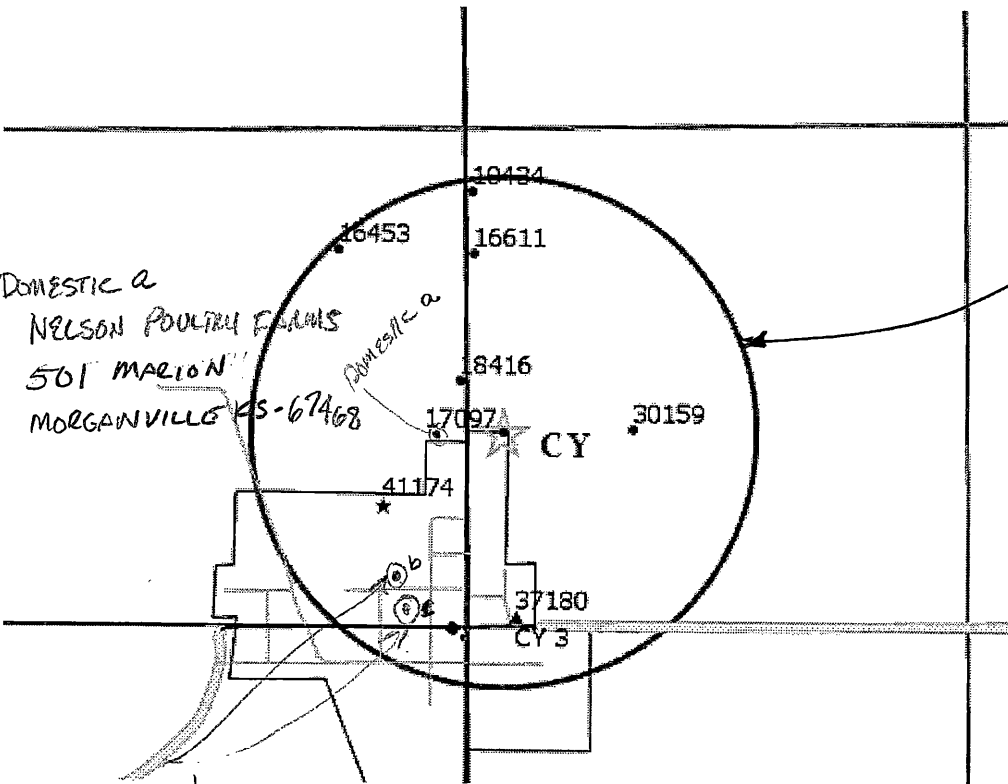 18434
16453
16611
DOMESTIC a
NELSON POULTRY FARMS
501 MARION
MORGANVILLE KS-67468
DOMESTIC a
18416
17097
30159
CY
41174
b
37180
CY 3